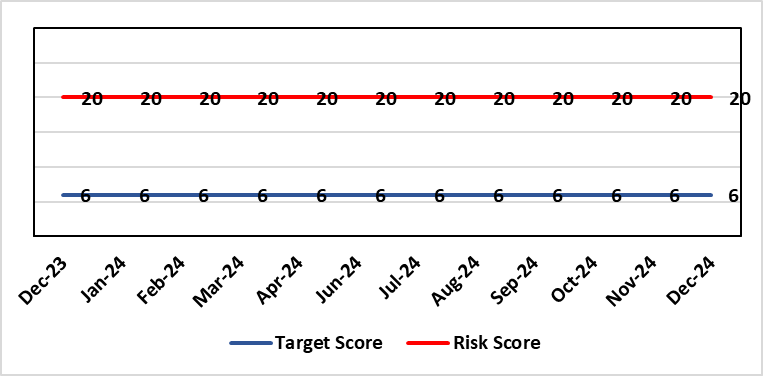 20 20 20 20 20 20 20 20 20 20 20 20
6 6 6 6 6 6 6 6 6 6 6 6
Dec-23 Jan-24 Feb-24 Mar-24 Apr-24 Jun-24 Jul-24 Aug-24 Sep-24 Oct-24 Nov-24 Dec-24
Target Score Risk Score